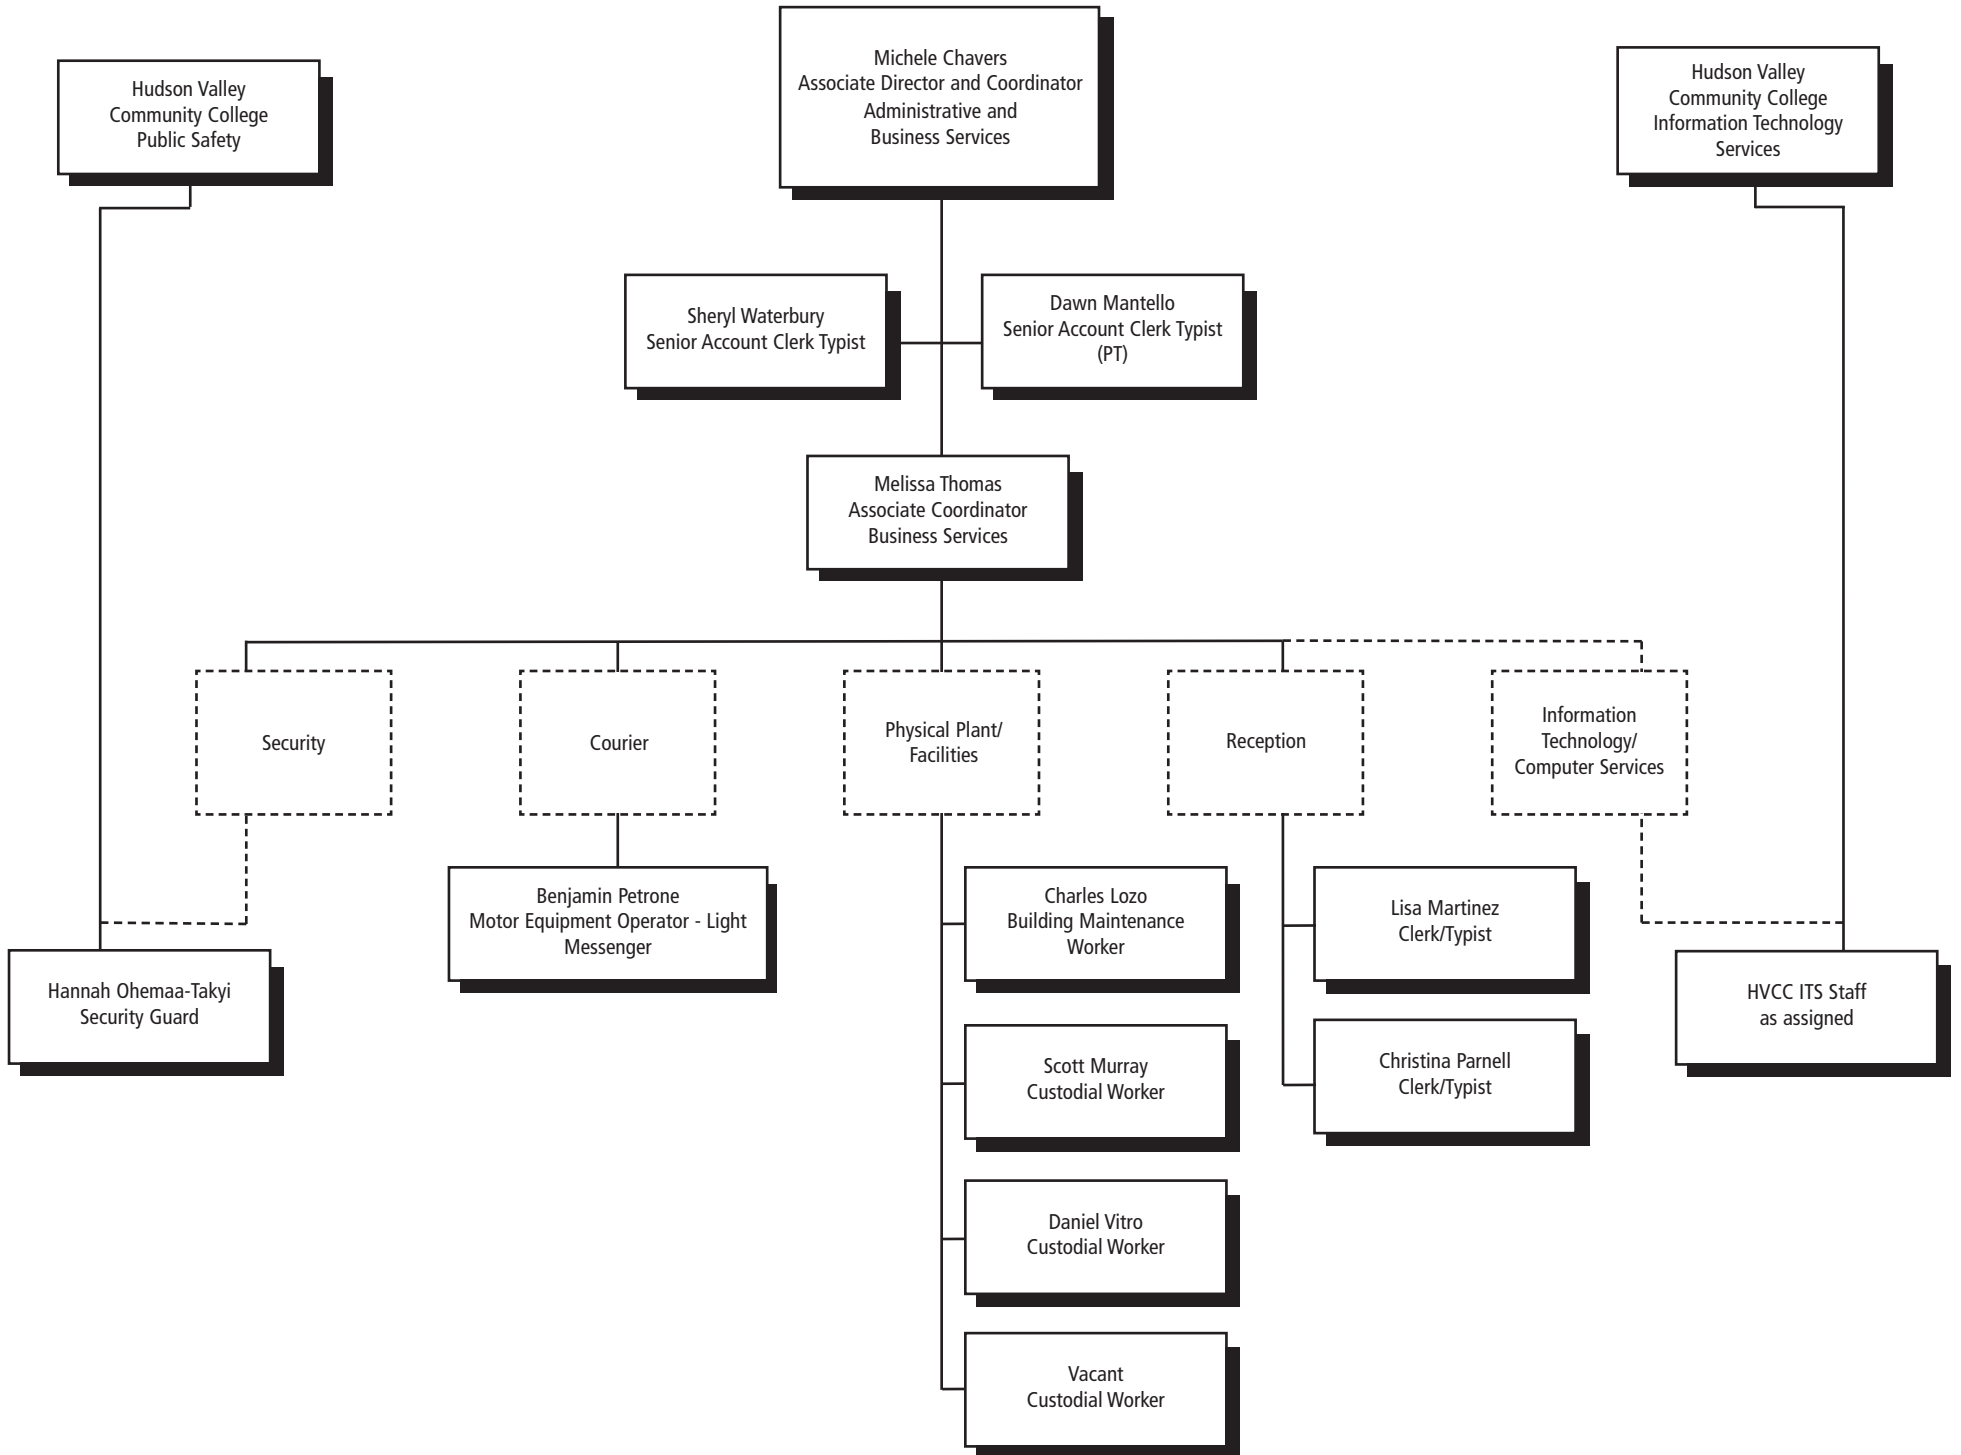 Hudson Valley
Community College
Public Safety
Michele Chavers
Associate Director and Coordinator
Administrative and
Business Services
Hudson Valley
Community College
Information Technology
Services
Sheryl Waterbury
Senior Account Clerk Typist
Dawn Mantello
Senior Account Clerk Typist
(PT)
Melissa Thomas
Associate Coordinator
Business Services
Security
Courier
Physical Plant/
Facilities
Reception
Information
Technology/
Computer Services
Hannah Ohemaa-Takyi
Security Guard
Benjamin Petrone
Motor Equipment Operator - Light
Messenger
Charles Lozo
Building Maintenance
Worker
Scott Murray
Custodial Worker
Daniel Vitro
Custodial Worker
Vacant
Custodial Worker
Lisa Martinez
Clerk/Typist
Christina Parnell
Clerk/Typist
HVCC ITS Staff
as assigned